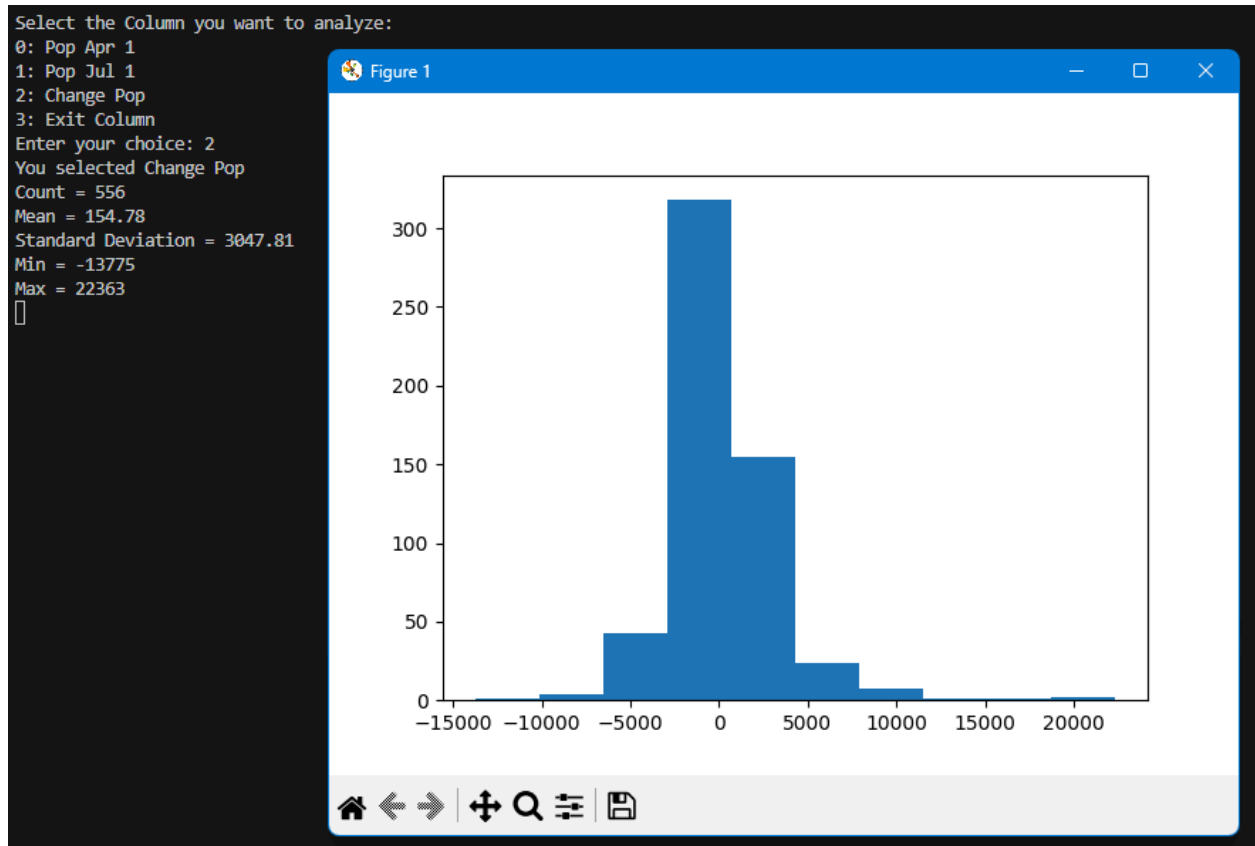 Select the Column you want to analyze:
0: Pop Apr 1
1: Pop Jul 1
2: Change Pop
3: Exit Column
Enter your choice: 2
You selected Change Pop
Count = 556
Mean = 154.78
Standard Deviation = 3047.81
Min = -13775
Max = 22363
Figure 1
300
250
200
150
100
50
0
−15000 −10000 −5000 0 5000 10000 15000 20000